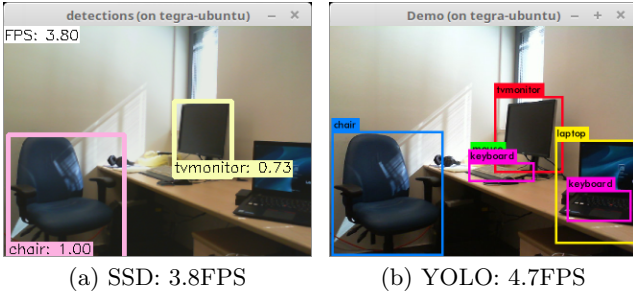 detections (on tegra-ubuntu)
FPS: 3.80
tvmonitor: 0.73
chair: 1.00
(a) SSD: 3.8FPS
Demo (on tegra-ubuntu)
tvmonitor
chair
laptop
mouse
keyboard
keyboard
(b) YOLO: 4.7FPS